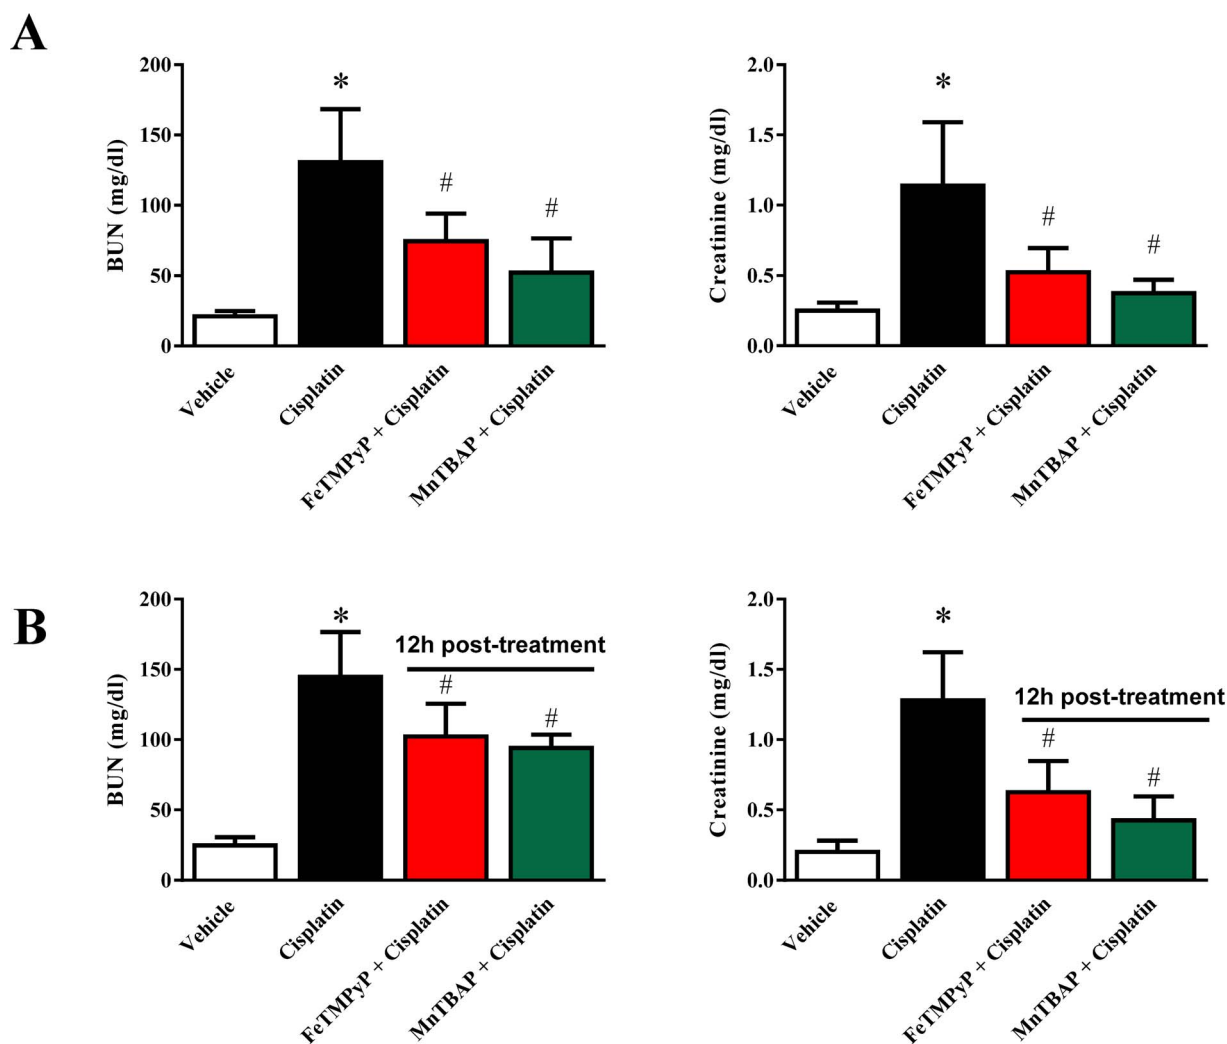 A
BUN (mg/dl)
200
150
100
50
0
*
#
#
Vehicle
Cisplatin
FeTMPyP + Cisplatin
MnTBAP + Cisplatin
Creatinine (mg/dl)
2.0
1.5
1.0
0.5
0.0
*
#
#
Vehicle
Cisplatin
FeTMPyP + Cisplatin
MnTBAP + Cisplatin
B
BUN (mg/dl)
200
150
100
50
0
*
12h post-treatment
#
#
Vehicle
Cisplatin
FeTMPyP + Cisplatin
MnTBAP + Cisplatin
Creatinine (mg/dl)
2.0
1.5
1.0
0.5
0.0
*
12h post-treatment
#
#
Vehicle
Cisplatin
FeTMPyP + Cisplatin
MnTBAP + Cisplatin